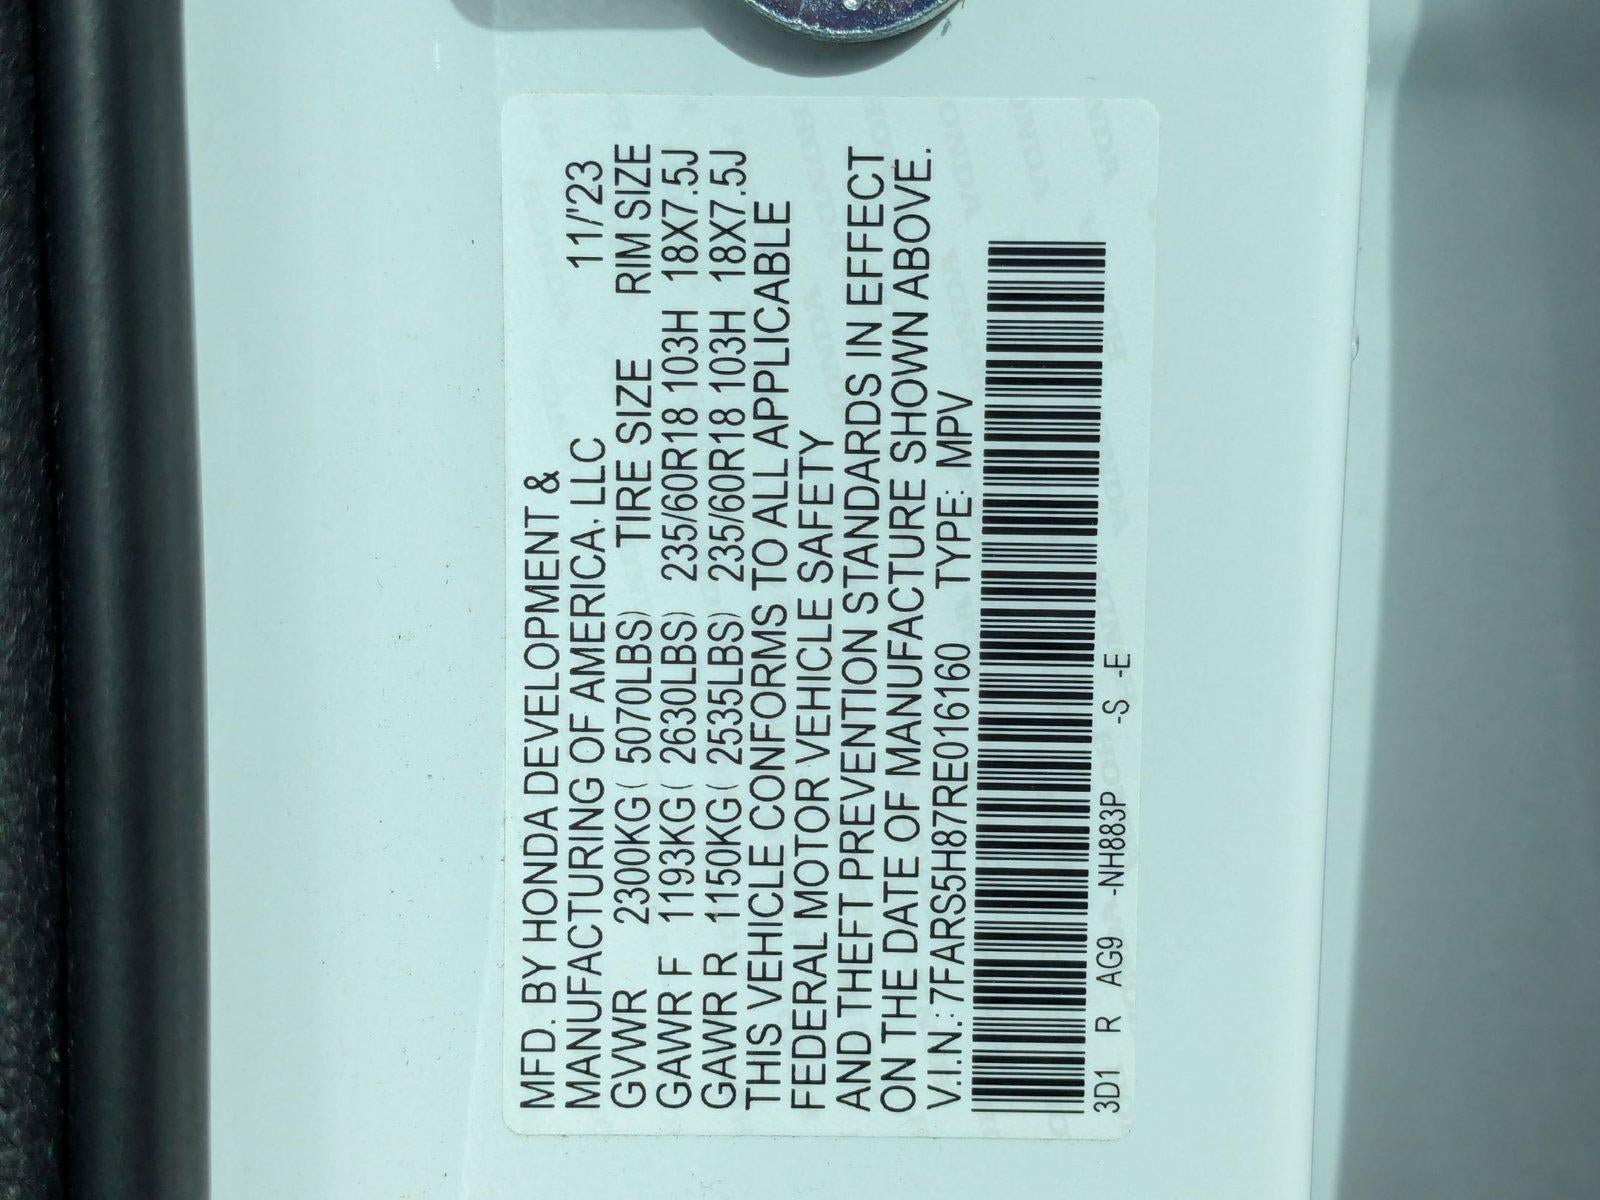 MFD. BY HONDA DEVELOPMENT &
MANUFACTURING OF AMERICA, LLC 11/'23
GVWR 2300KG( 5070LBS) TIRE SIZE RIM SIZE
GAWR F 1193KG( 2630LBS) 235/60R18 103H 18X7.5J
GAWR R 1150KG( 2535LBS) 235/60R18 103H 18X7.5J
THIS VEHICLE CONFORMS TO ALL APPLICABLE
FEDERAL MOTOR VEHICLE SAFETY
AND THEFT PREVENTION STANDARDS IN EFFECT
ON THE DATE OF MANUFACTURE SHOWN ABOVE.
V.I.N.: 7FARS5H87RE016160 TYPE: MPV
3D1 R AG9 -NH883P -S -E